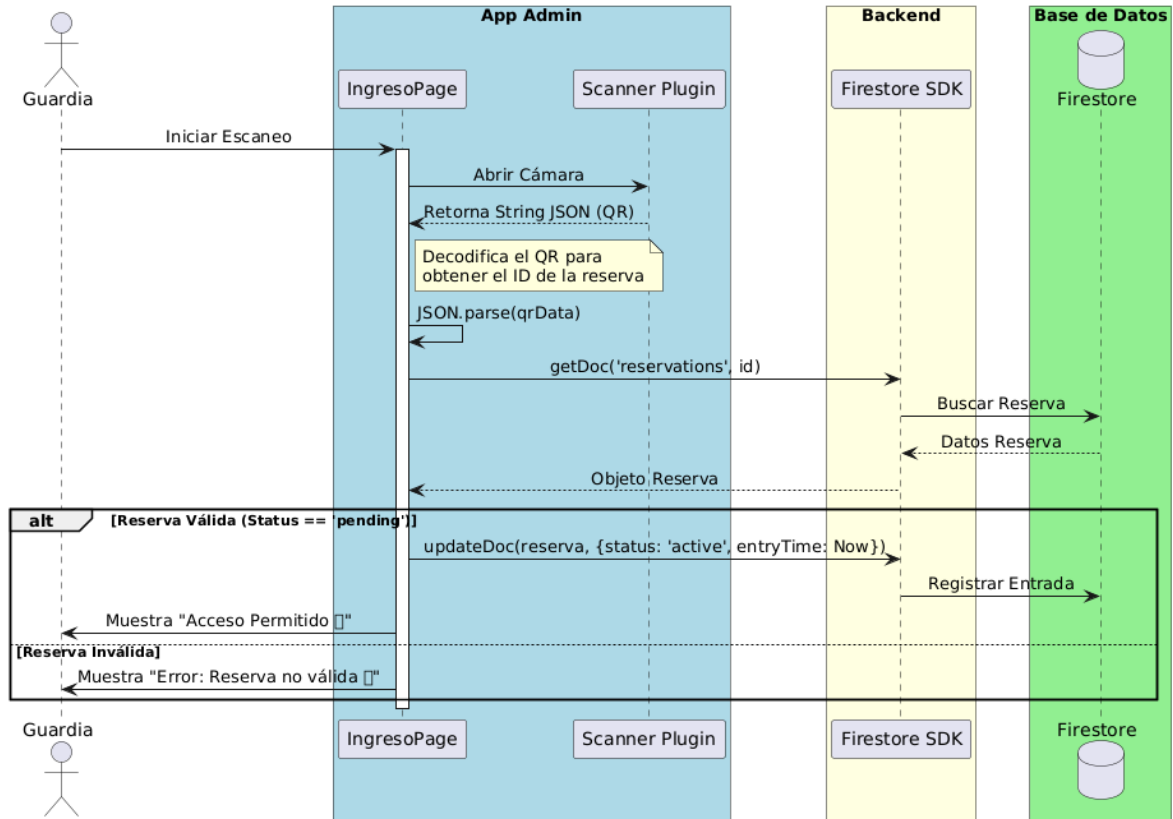 App Admin
Backend
Base de Datos
Guardia
IngresoPage
Scanner Plugin
Firestore SDK
Firestore
Iniciar Escaneo
Abrir Cámara
Retorna String JSON (QR)
Decodifica el QR para
obtener el ID de la reserva
JSON.parse(qrData)
getDoc('reservations', id)
Buscar Reserva
Datos Reserva
Objeto Reserva
alt [Reserva Válida (Status == 'pending')]
updateDoc(reserva, {status: 'active', entryTime: Now})
Registrar Entrada
Muestra "Acceso Permitido ▯"
[Reserva Inválida]
Muestra "Error: Reserva no válida ▯"
Guardia
IngresoPage
Scanner Plugin
Firestore SDK
Firestore